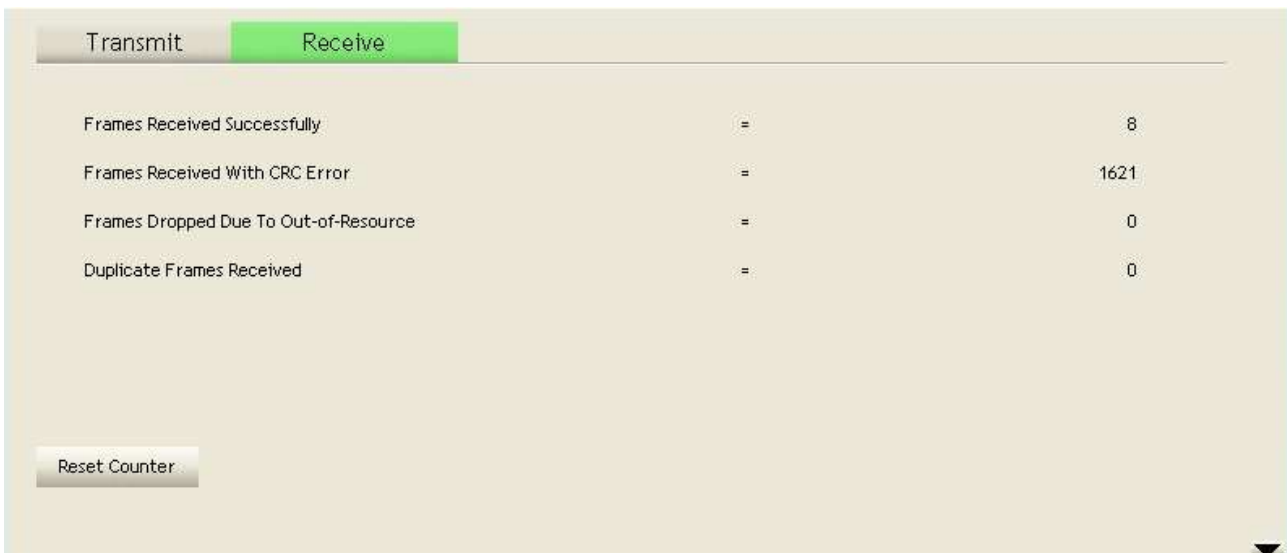 Transmit Receive
Frames Received Successfully = 8
Frames Received With CRC Error = 1621
Frames Dropped Due To Out-of-Resource = 0
Duplicate Frames Received = 0
Reset Counter